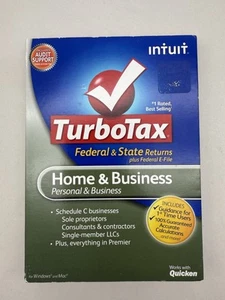 AUDIT
SUPPORT
intuit
#1 Rated,
Best Selling
TurboTax
Federal & State Returns
plus Federal E-File
Home & Business
Personal & Business
• Schedule C businesses
Sole proprietors
Consultants & contractors
Single-member LLCs
• Plus, everything in Premier
INCLUDES
Guidance for
1st Time Users
100% Guaranteed
Accurate
Calculations
and more!
for Windows and Mac
Works with
Quicken